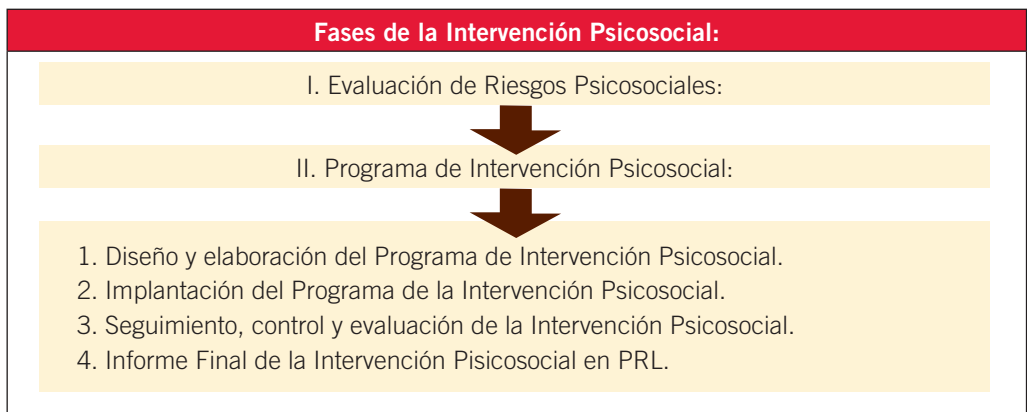 Fases de la Intervención Psicosocial:
I. Evaluación de Riesgos Psicosociales:
II. Programa de Intervención Psicosocial:
1. Diseño y elaboración del Programa de Intervención Psicosocial.
2. Implantación del Programa de la Intervención Psicosocial.
3. Seguimiento, control y evaluación de la Intervención Psicosocial.
4. Informe Final de la Intervención Pisicosocial en PRL.